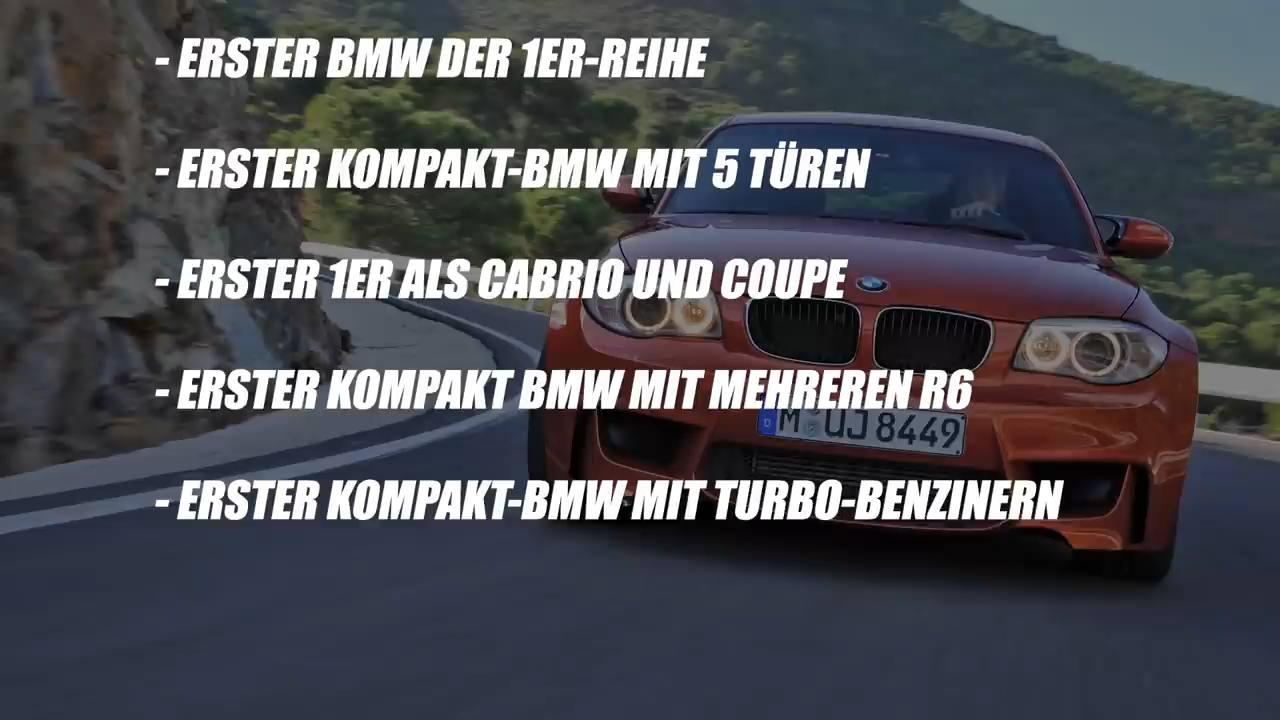 - ERSTER BMW DER 1ER-REIHE
- ERSTER KOMPAKT-BMW MIT 5 TÜREN
- ERSTER 1ER ALS CABRIO UND COUPE
- ERSTER KOMPAKT BMW MIT MEHREREN R6
M UJ 8449
- ERSTER KOMPAKT-BMW MIT TURBO-BENZINERN